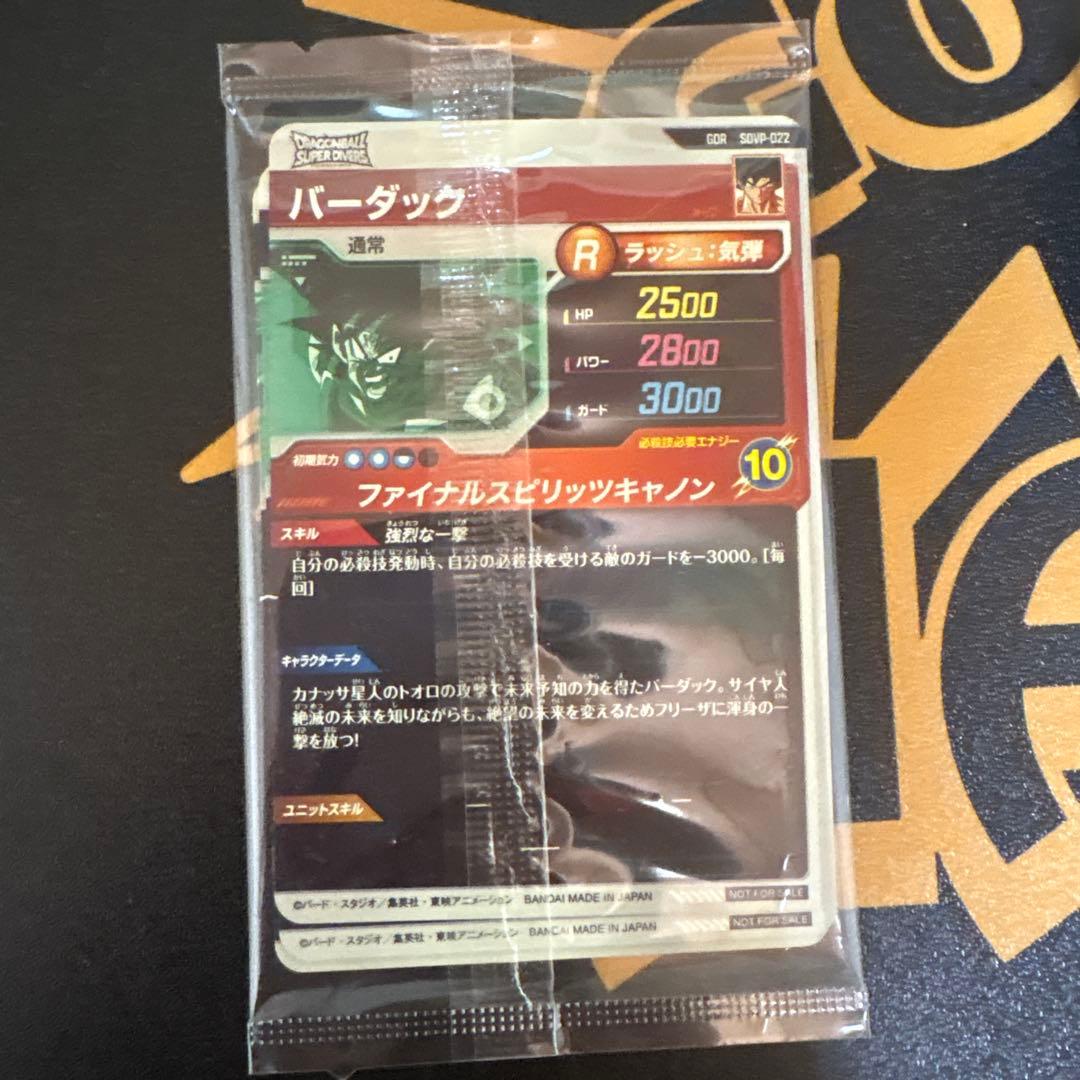 DRAGONBALL
SUPER DIVERS
GDR SDVP-022
バーダック
通常
R ラッシュ:気弾
HP 2500
パワー 2800
ガード 3000
必殺技必要エナジー
10
初期気力
ファイナルスピリッツキャノン
スキル 強烈な一撃
自分の必殺技発動時、自分の必殺技を受ける敵のガードを-3000。[毎
回]
キャラクターデータ
カナッサ星人のトオロの攻撃で未来予知の力を得たバーダック。サイヤ人
絶滅の未来を知りながらも、絶望の未来を変えるためフリーザに渾身の一
撃を放つ!
ユニットスキル
NOT FOR SALE
©バード・スタジオ/集英社・東映アニメーション BANDAI MADE IN JAPAN
NOT FOR SALE
©バード・スタジオ/集英社・東映アニメーション BANDAI MADE IN JAPAN